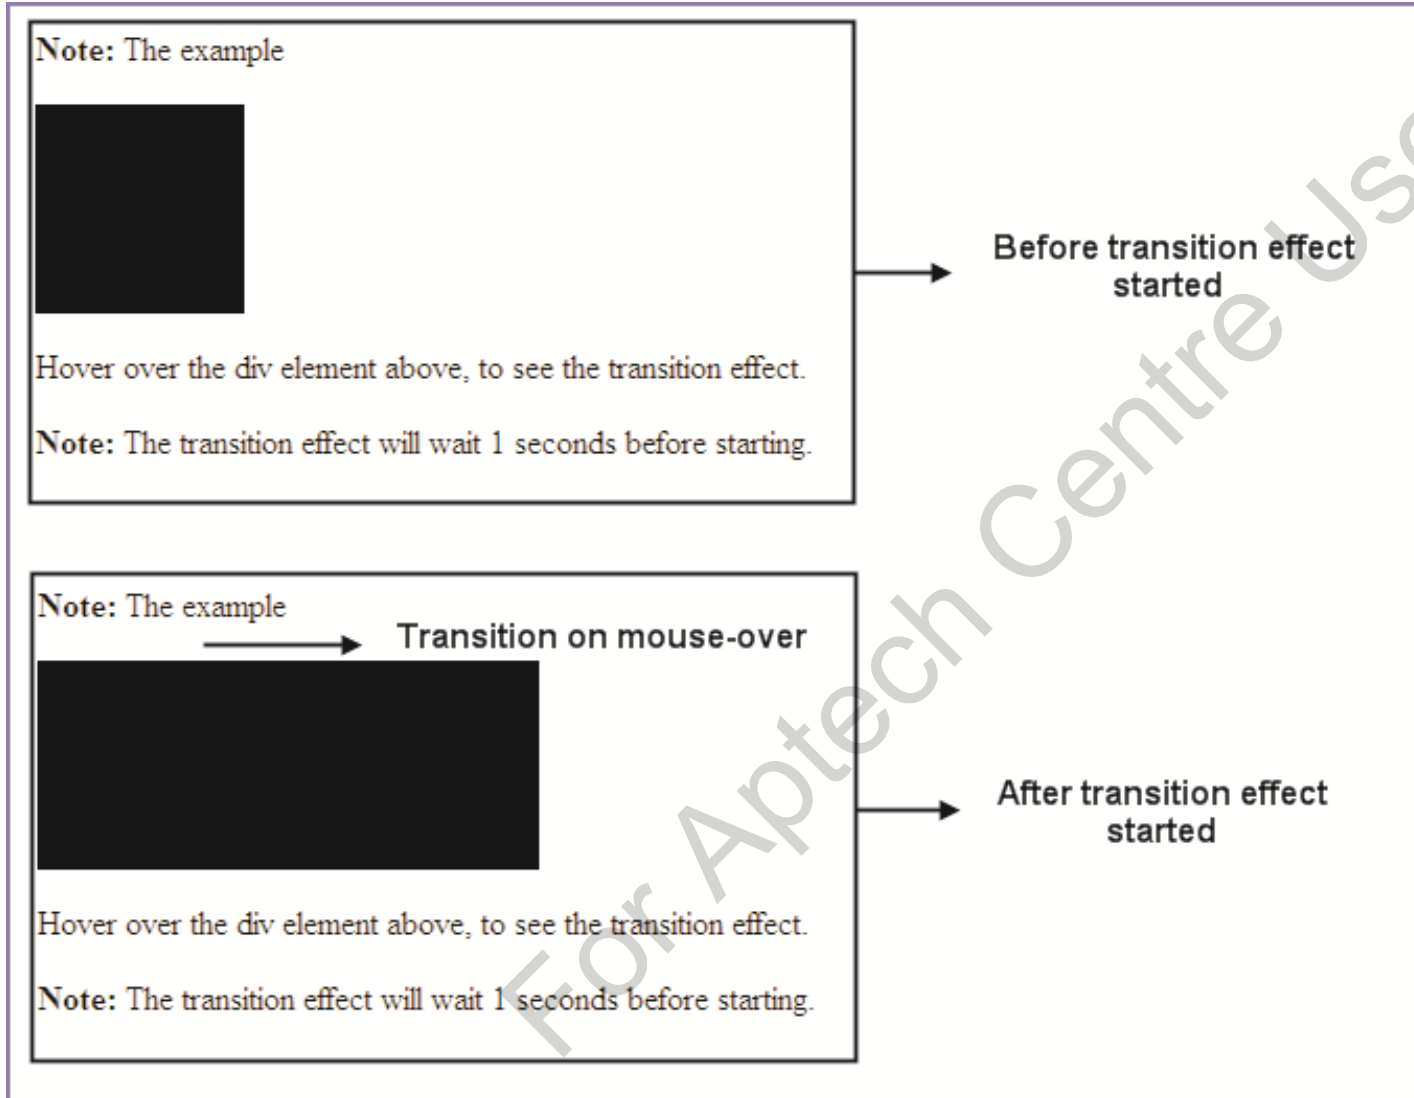 Note: The example
Before transition effect
started
Hover over the div element above, to see the transition effect.
Note: The transition effect will wait 1 seconds before starting.
Note: The example
Transition on mouse-over
After transition effect
started
Hover over the div element above, to see the transition effect.
Note: The transition effect will wait 1 seconds before starting.
For Aptech Centre